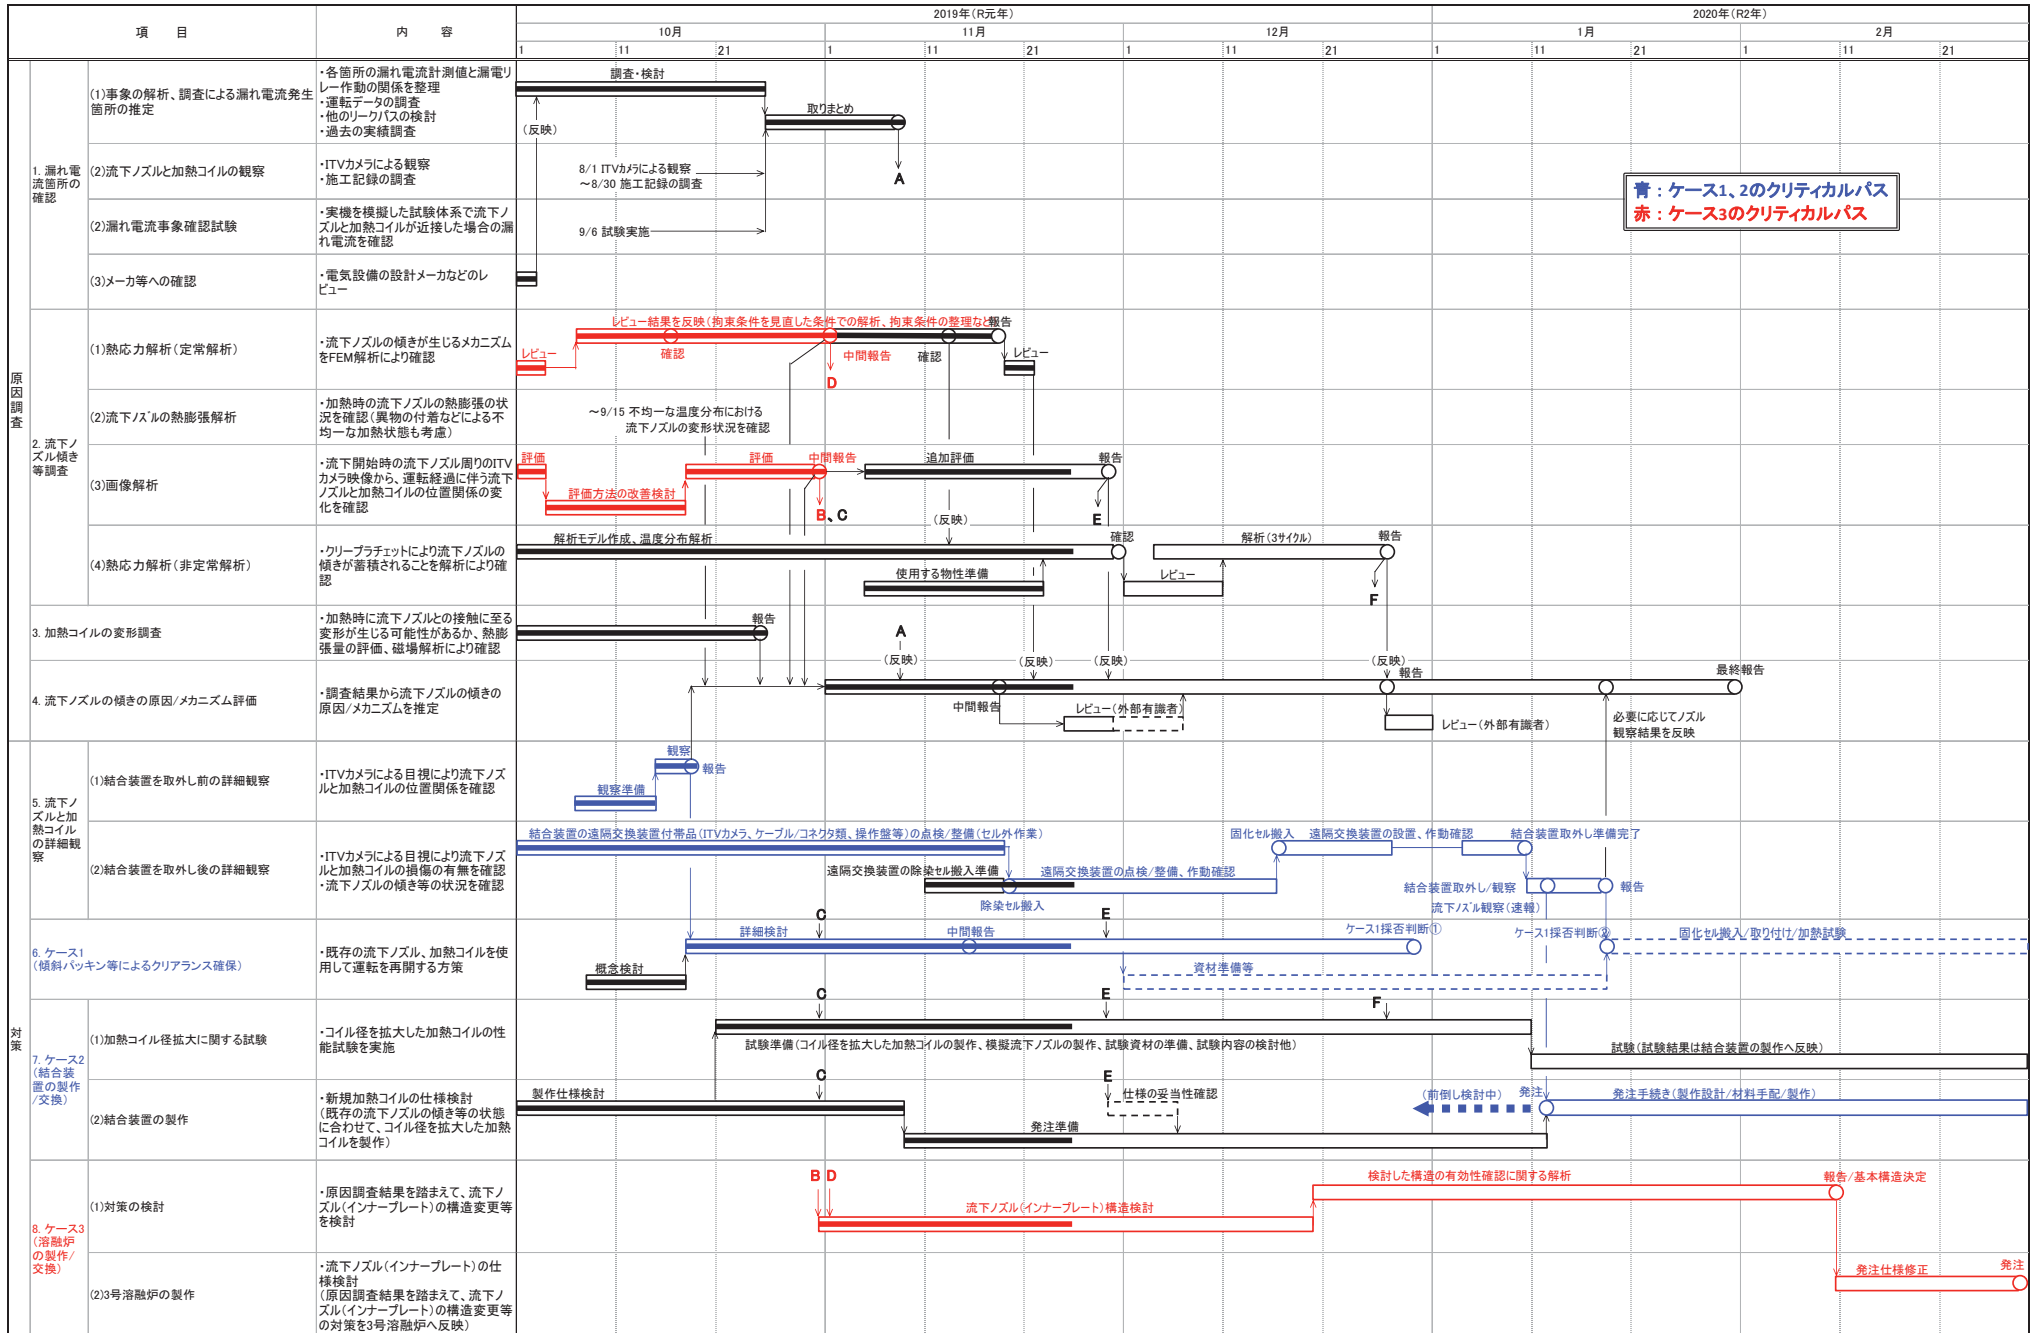 項　目
内　容
2019年(R元年)
2020年(R2年)
10月
11月
12月
1月
2月
1
11
21
1
11
21
1
11
21
1
11
21
1
11
21
原因調査
1. 漏れ電
流箇所の
確認
(1)事象の解析、調査による漏れ電流発生
箇所の推定
・各箇所の漏れ電流計測値と漏電リ
レー作動の関係を整理
・運転データの調査
・他のリークパスの検討
・過去の実績調査
調査・検討
取りまとめ
(反映)
A
(2)流下ノズルと加熱コイルの観察
・ITVカメラによる観察
・施工記録の調査
8/1 ITVカメラによる観察
～8/30 施工記録の調査
青：ケース1、2のクリティカルパス
赤：ケース3のクリティカルパス
(2)漏れ電流事象確認試験
・実機を模擬した試験体系で流下ノ
ズルと加熱コイルが近接した場合の漏
れ電流を確認
9/6 試験実施
(3)メーカ等への確認
・電気設備の設計メーカなどのレ
ビュー
2. 流下ノ
ズル傾き
等調査
(1)熱応力解析(定常解析)
・流下ノズルの傾きが生じるメカニズム
をFEM解析により確認
レビュー
レビュー結果を反映(拘束条件を見直した条件での解析、拘束条件の整理など)
報告
確認
中間報告
確認
レビュー
D
(2)流下ノズルの熱膨張解析
・加熱時の流下ノズルの熱膨張の状
況を確認(異物の付着などによる不
均一な加熱状態も考慮)
～9/15 不均一な温度分布における
流下ノズルの変形状況を確認
(3)画像解析
・流下開始時の流下ノズル周りのITV
カメラ映像から、運転経過に伴う流下
ノズルと加熱コイルの位置関係の変
化を確認
評価
評価方法の改善検討
評価
中間報告
追加評価
報告
B、C
E
(反映)
(4)熱応力解析(非定常解析)
・クリープラチェットにより流下ノズルの
傾きが蓄積されることを解析により確
認
解析モデル作成、温度分布解析
確認
使用する物性準備
レビュー
解析(3サイクル)
報告
F
3. 加熱コイルの変形調査
・加熱時に流下ノズルとの接触に至る
変形が生じる可能性があるか、熱膨
張量の評価、磁場解析により確認
報告
A
(反映)
(反映)
(反映)
(反映)
4. 流下ノズルの傾きの原因/メカニズム評価
・調査結果から流下ノズルの傾きの
原因/メカニズムを推定
中間報告
レビュー(外部有識者)
報告
レビュー(外部有識者)
最終報告
必要に応じてノズル
観察結果を反映
対策
5. 流下ノ
ズルと加
熱コイル
の詳細観
察
(1)結合装置を取外し前の詳細観察
・ITVカメラによる目視により流下ノズ
ルと加熱コイルの位置関係を確認
観察準備
観察
報告
(2)結合装置を取外し後の詳細観察
・ITVカメラによる目視により流下ノズ
ルと加熱コイルの損傷の有無を確認
・流下ノズルの傾き等の状況を確認
結合装置の遠隔交換装置付帯品(ITVカメラ、ケーブル/コネクタ類、操作盤等)の点検/整備(セル外作業)
遠隔交換装置の除染セル搬入準備
除染セル搬入
遠隔交換装置の点検/整備、作動確認
固化セル搬入
遠隔交換装置の設置、作動確認
結合装置取外し準備完了
結合装置取外し/観察
報告
流下ノズル観察(速報)
6. ケース1
(傾斜パッキン等によるクリアランス確保)
・既存の流下ノズル、加熱コイルを使
用して運転を再開する方策
概念検討
C
詳細検討
中間報告
E
ケース1採否判断①
ケース1採否判断②
固化セル搬入/取り付け/加熱試験
資材準備等
7. ケース2
(結合装
置の製作
/交換)
(1)加熱コイル径拡大に関する試験
・コイル径を拡大した加熱コイルの性
能試験を実施
C
E
F
試験準備(コイル径を拡大した加熱コイルの製作、模擬流下ノズルの製作、試験資材の準備、試験内容の検討他)
試験(試験結果は結合装置の製作へ反映)
(2)結合装置の製作
・新規加熱コイルの仕様検討
(既存の流下ノズルの傾き等の状態
に合わせて、コイル径を拡大した加熱
コイルを製作)
製作仕様検討
C
E
仕様の妥当性確認
発注準備
(前倒し検討中)
発注
発注手続き(製作設計/材料手配/製作)
8. ケース3
(溶融炉
の製作/
交換)
(1)対策の検討
・原因調査結果を踏まえて、流下ノ
ズル(インナープレート)の構造変更等
を検討
B D
流下ノズル(インナープレート)構造検討
検討した構造の有効性確認に関する解析
報告/基本構造決定
(2)3号溶融炉の製作
・流下ノズル(インナープレート)の仕
様検討
(原因調査結果を踏まえて、流下ノ
ズル(インナープレート)の構造変更等
の対策を3号溶融炉へ反映)
発注仕様修正
発注